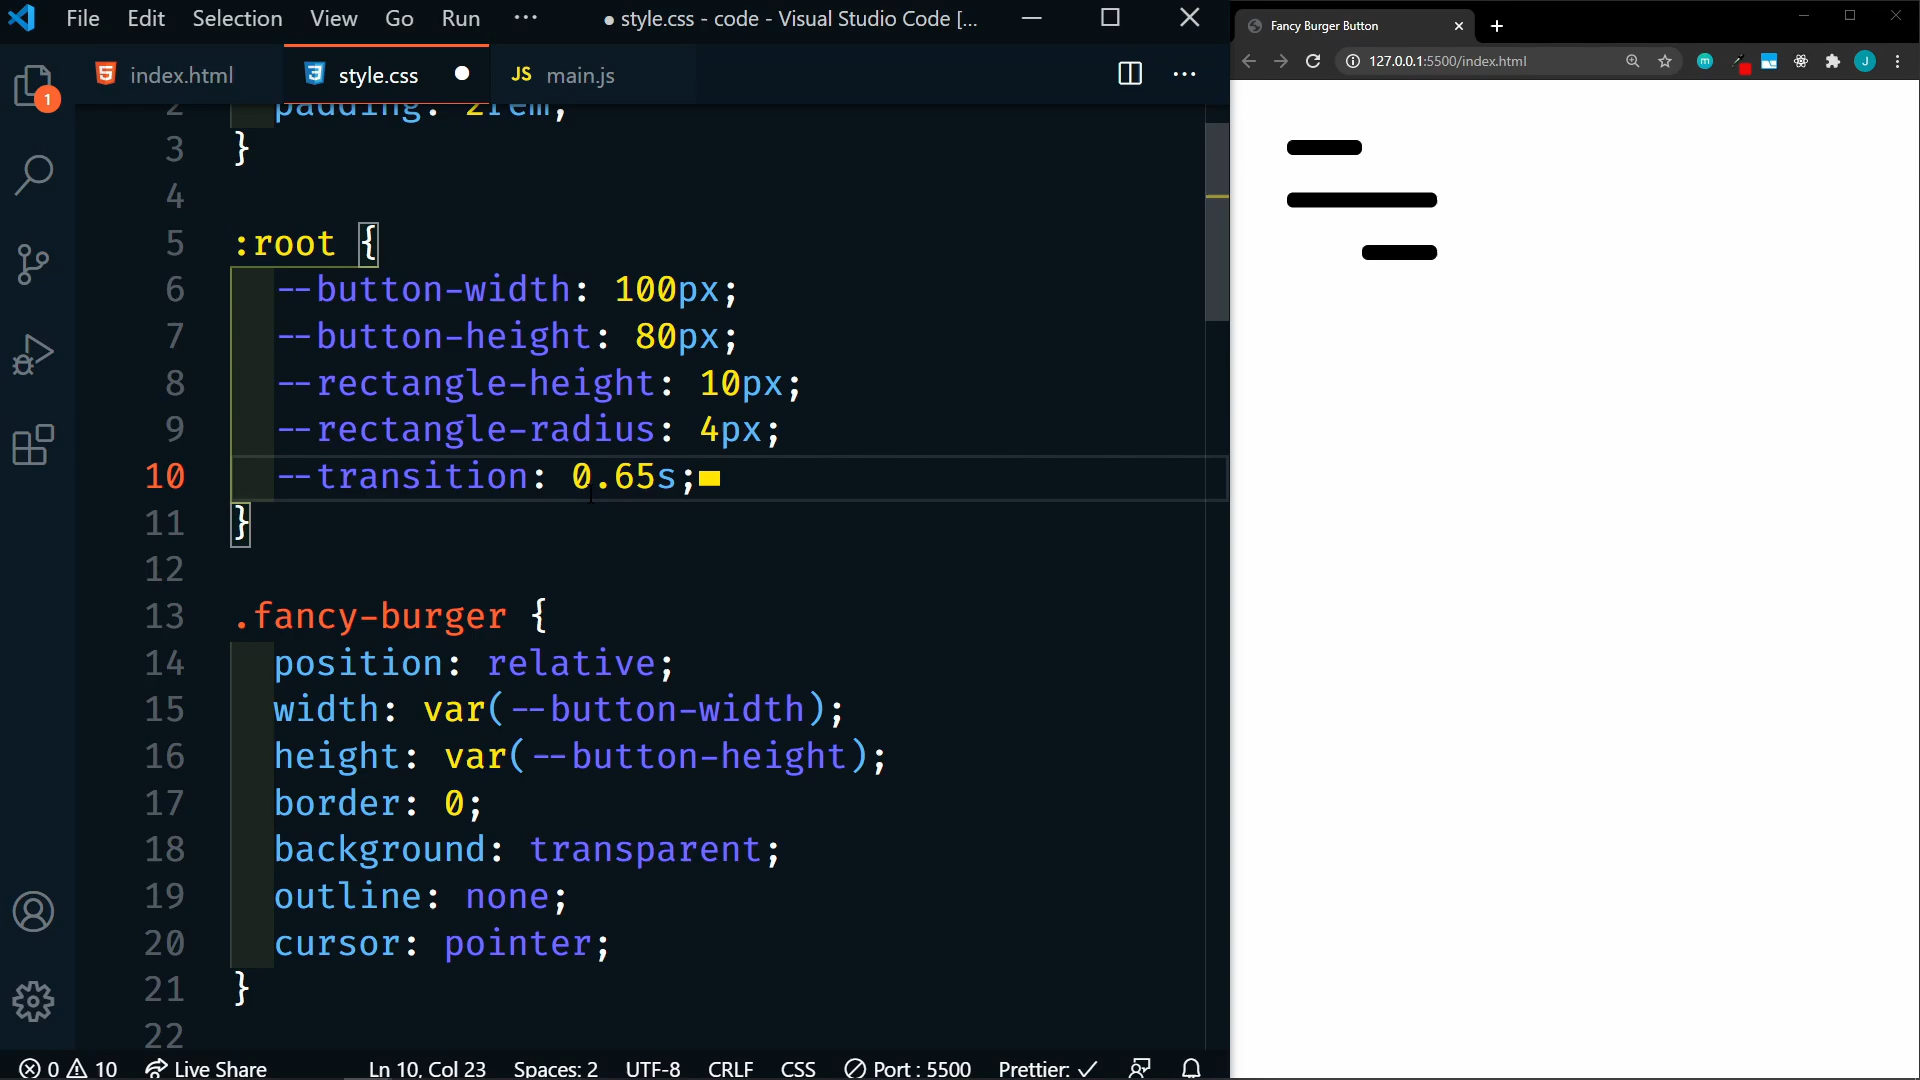 File Edit Selection View Go Run ··· ● style.css - code - Visual Studio Code [...
Fancy Burger Button
index.html
style.css
JS main.js
127.0.0.1:5500/index.html
m
J
1
2 padding: 2rem;
3 }
4
5 :root {
6 --button-width: 100px;
7 --button-height: 80px;
8 --rectangle-height: 10px;
9 --rectangle-radius: 4px;
10 --transition: 0.65s;
11 }
12
13 .fancy-burger {
14 position: relative;
15 width: var(--button-width);
16 height: var(--button-height);
17 border: 0;
18 background: transparent;
19 outline: none;
20 cursor: pointer;
21 }
22
0 10 Live Share Ln 10, Col 23 Spaces: 2 UTF-8 CRLF CSS Port : 5500 Prettier: ✓